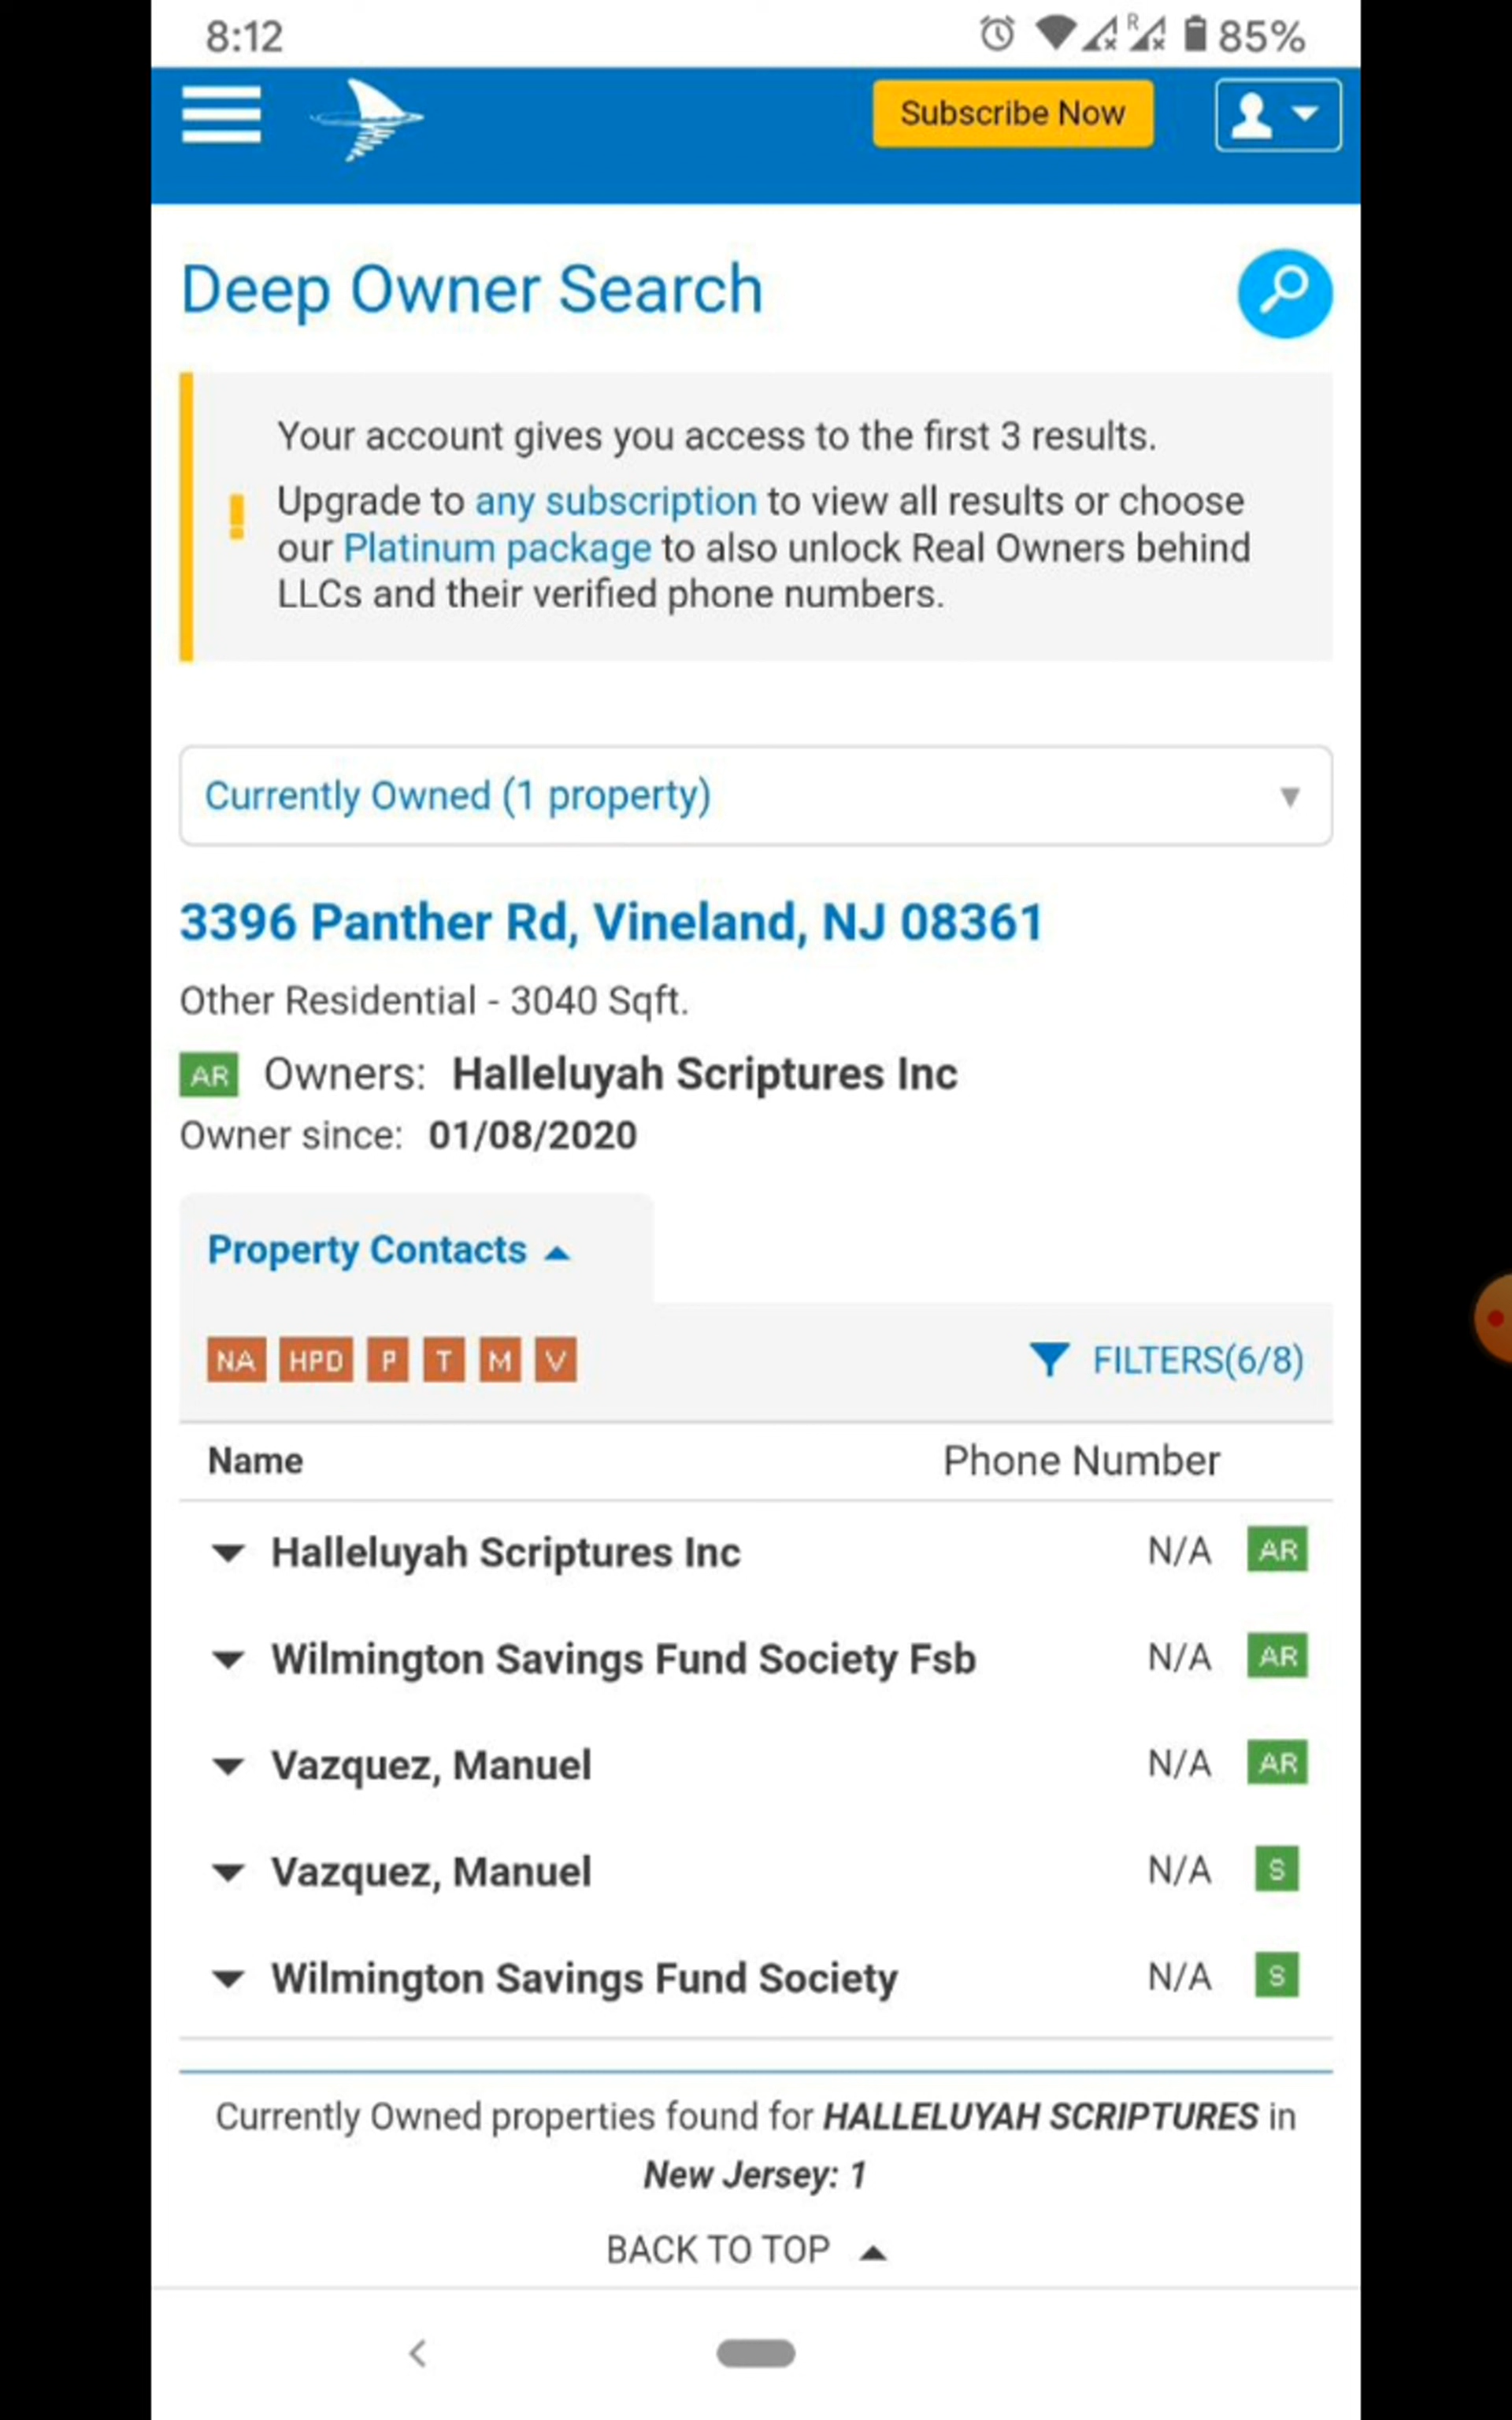 8:12
R
85%
Subscribe Now
Deep Owner Search
Your account gives you access to the first 3 results.
Upgrade to any subscription to view all results or choose
our Platinum package to also unlock Real Owners behind
LLCs and their verified phone numbers.
Currently Owned (1 property)
3396 Panther Rd, Vineland, NJ 08361
Other Residential - 3040 Sqft.
AR Owners: Halleluyah Scriptures Inc
Owner since: 01/08/2020
Property Contacts
NA HPD P T M V FILTERS(6/8)
Name Phone Number
Halleluyah Scriptures Inc N/A AR
Wilmington Savings Fund Society Fsb N/A AR
Vazquez, Manuel N/A AR
Vazquez, Manuel N/A S
Wilmington Savings Fund Society N/A S
Currently Owned properties found for HALLELUYAH SCRIPTURES in
New Jersey: 1
BACK TO TOP